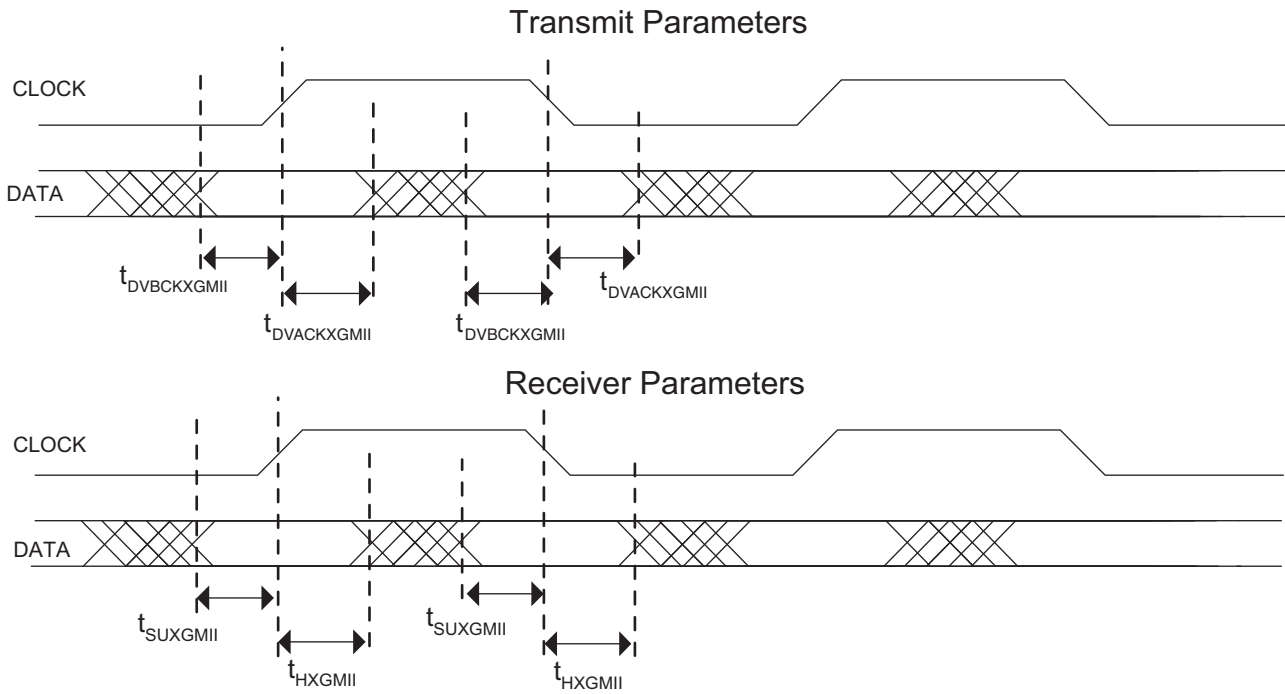 Transmit Parameters
CLOCK
DATA
tDVBCKXGMII
tDVACKXGMII
tDVACKXGMII
tDVBCKXGMII
Receiver Parameters
CLOCK
DATA
tSUXGMII
tSUXGMII
tHXGMII
tHXGMII